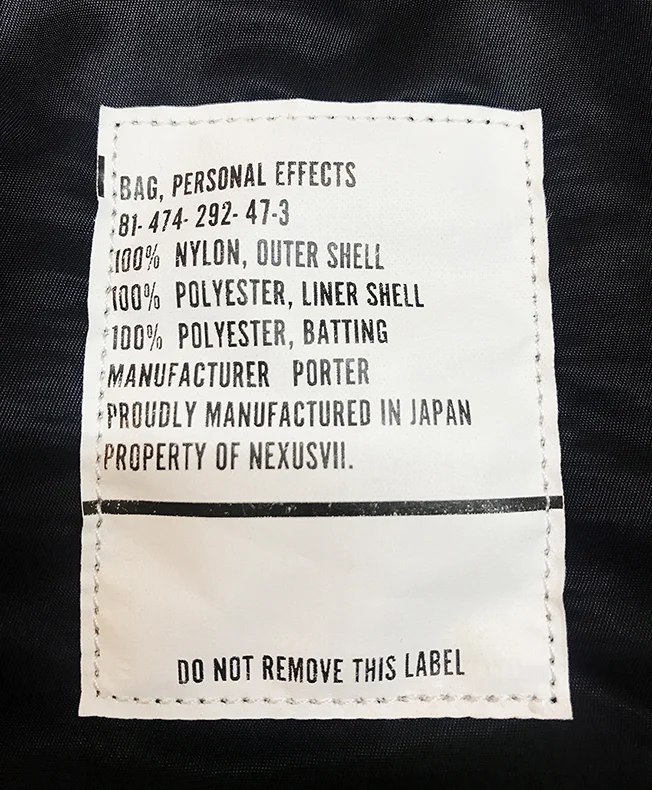 BAG, PERSONAL EFFECTS
81-474-292-47-3
100% NYLON, OUTER SHELL
100% POLYESTER, LINER SHELL
100% POLYESTER, BATTING
MANUFACTURER PORTER
PROUDLY MANUFACTURED IN JAPAN
PROPERTY OF NEXUSVII.
DO NOT REMOVE THIS LABEL